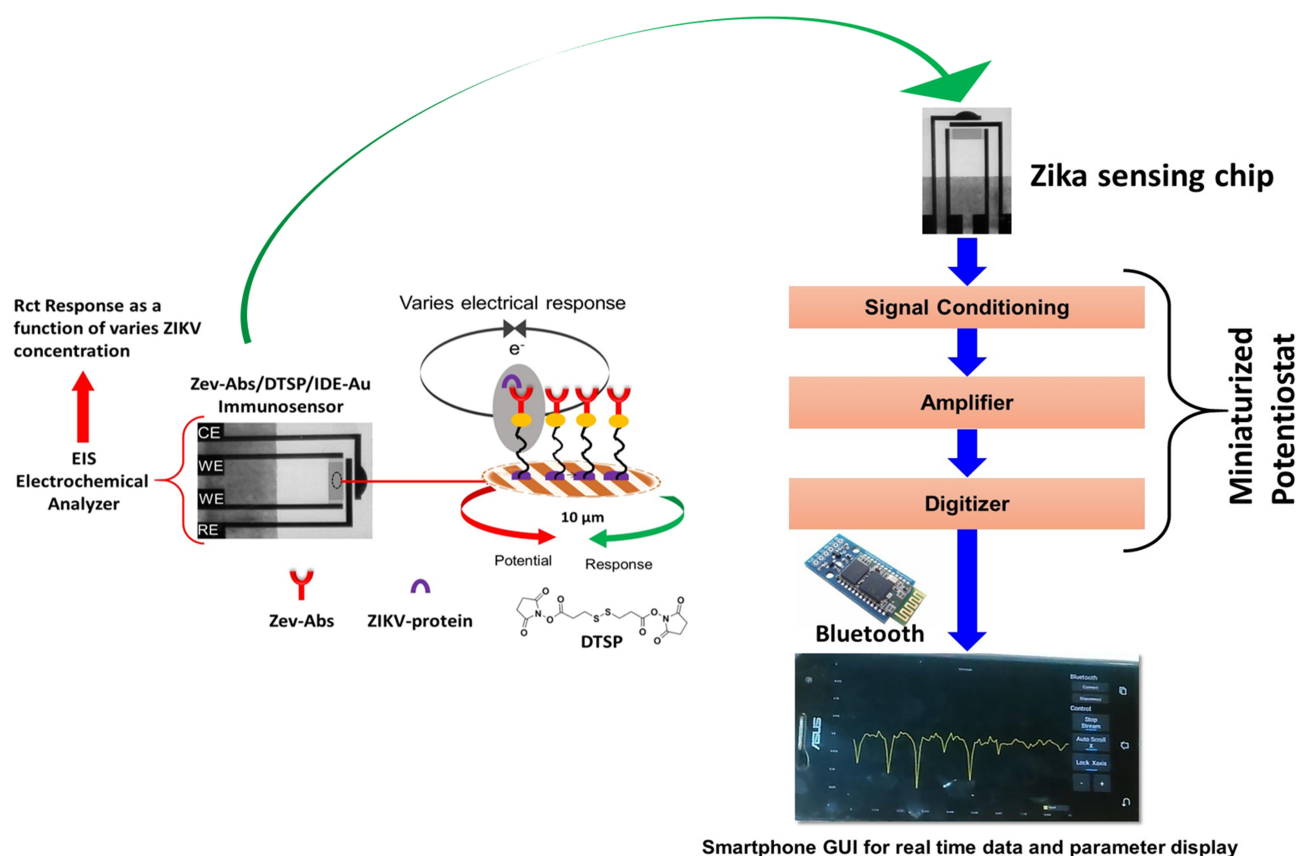 Zika sensing chip
Signal Conditioning
Amplifier
Digitizer
Miniaturized
Potentiostat
Bluetooth
Rct Response as a
function of varies ZIKV
concentration
EIS
Electrochemical
Analyzer
Zev-Abs/DTSP/IDE-Au
Immunosensor
CE
WE
WE
RE
Varies electrical response
e-
10 µm
Potential
Response
Zev-Abs
ZIKV-protein
O
O
N
O
O
S
S
O
O
N
O
O
DTSP
ASUS
Bluetooth
Connect
Disconnect
Control
Stop
Stream
Auto Scroll
X
Lock Xaxis
-
+
Smartphone GUI for real time data and parameter display